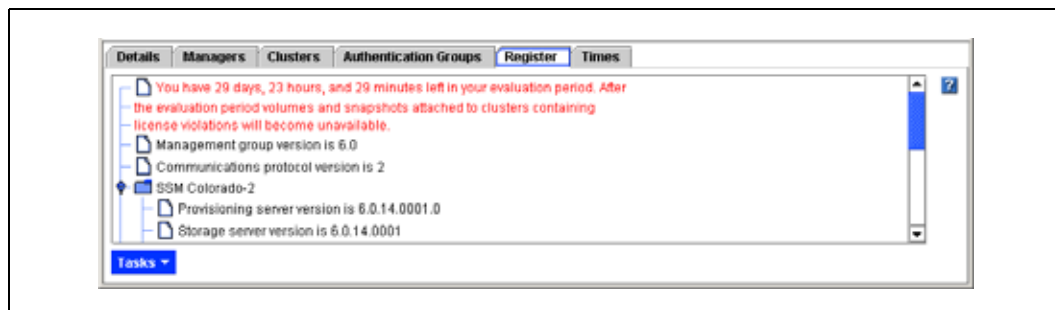 Details Managers Clusters Authentication Groups Register Times
You have 29 days, 23 hours, and 29 minutes left in your evaluation period. After
the evaluation period volumes and snapshots attached to clusters containing
license violations will become unavailable.
Management group version is 6.0
Communications protocol version is 2
SSM Colorado-2
Provisioning server version is 6.0.14.0001.0
Storage server version is 6.0.14.0001
Tasks
?